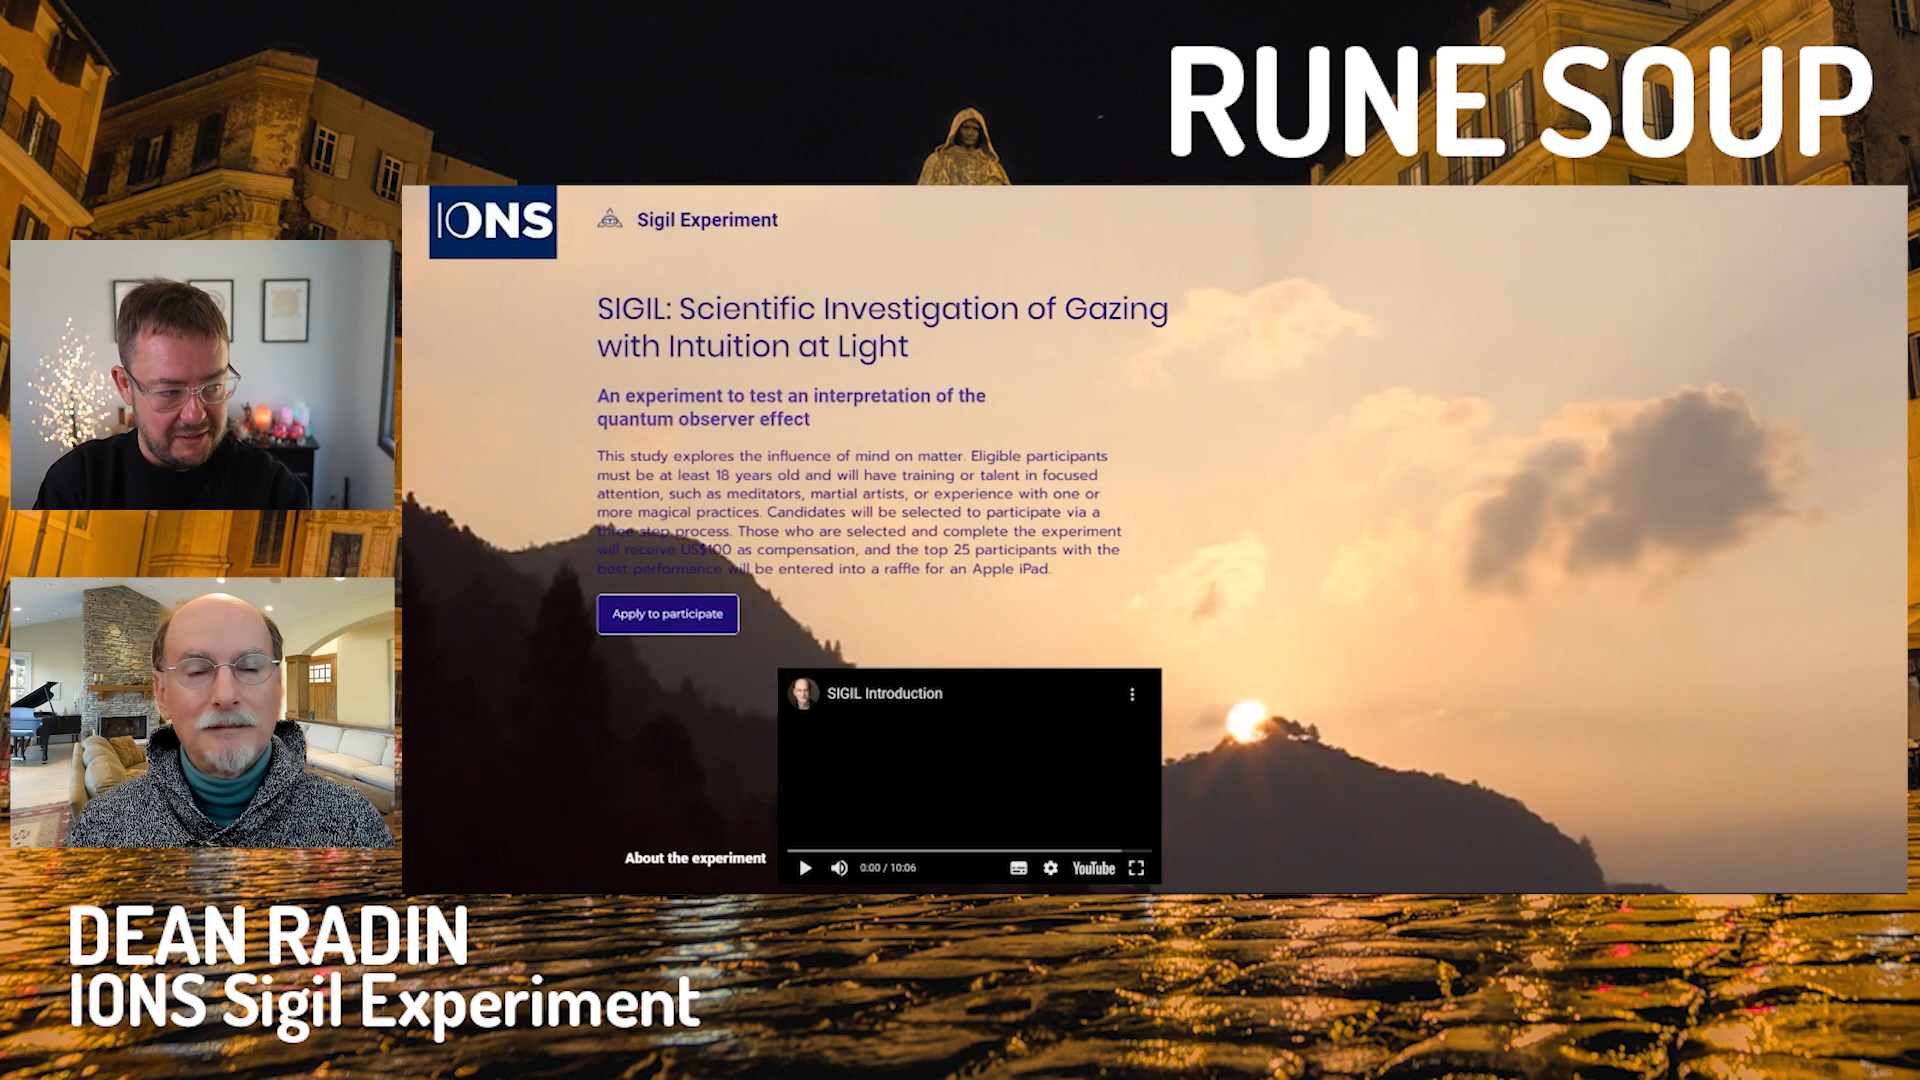 RUNE SOUP
IONS
Sigil Experiment
SIGIL: Scientific Investigation of Gazing
with Intuition at Light
An experiment to test an interpretation of the
quantum observer effect
This study explores the influence of mind on matter. Eligible participants
must be at least 18 years old and will have training or talent in focused
attention, such as meditators, martial artists, or experience with one or
more magical practices. Candidates will be selected to participate via a
three-step process. Those who are selected and complete the experiment
will receive US$100 as compensation, and the top 25 participants with the
best performance will be entered into a raffle for an Apple iPad.
Apply to participate
SIGIL Introduction
About the experiment
0:00 / 10:06
YouTube
DEAN RADIN
IONS Sigil Experiment